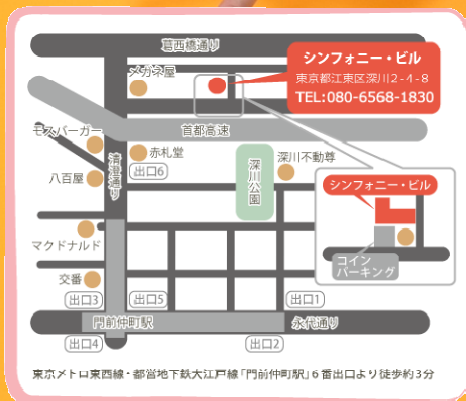 葛西橋通り
メガネ屋
シンフォニー・ビル
東京都江東区深川2-4-8
TEL:080-6568-1830
首都高速
モスバーガー
赤札堂
出口6
清澄通り
八百屋
深川公園
深川不動尊
シンフォニー・ビル
コイン
パーキング
マクドナルド
交番
出口3
出口5
出口1
門前仲町駅
永代通り
出口4
出口2
東京メトロ東西線・都営地下鉄大江戸線「門前仲町駅」6番出口より徒歩約3分